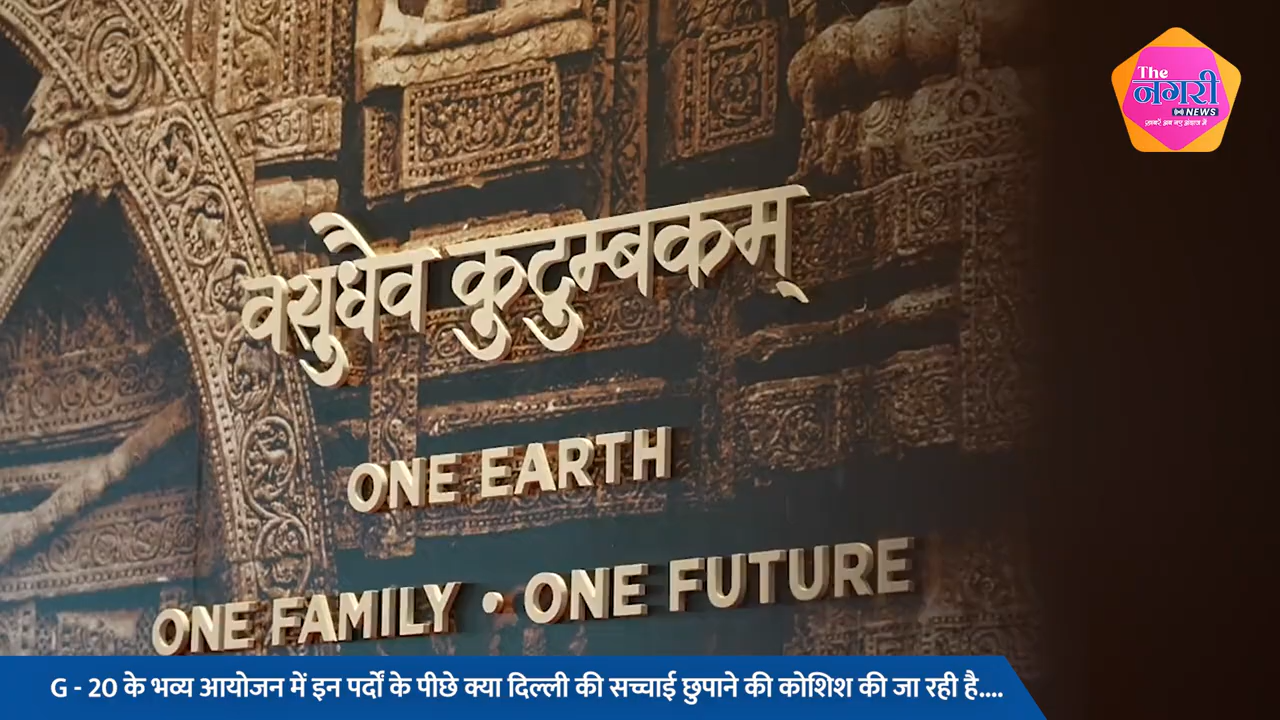 The
नगरी
NEWS
वसुधैव कुटुम्बकम्
ONE EARTH
ONE FAMILY • ONE FUTURE
G - 20 के भव्य आयोजन में इन पर्दों के पीछे क्या दिल्ली की सच्चाई छुपाने की कोशिश की जा रही है....